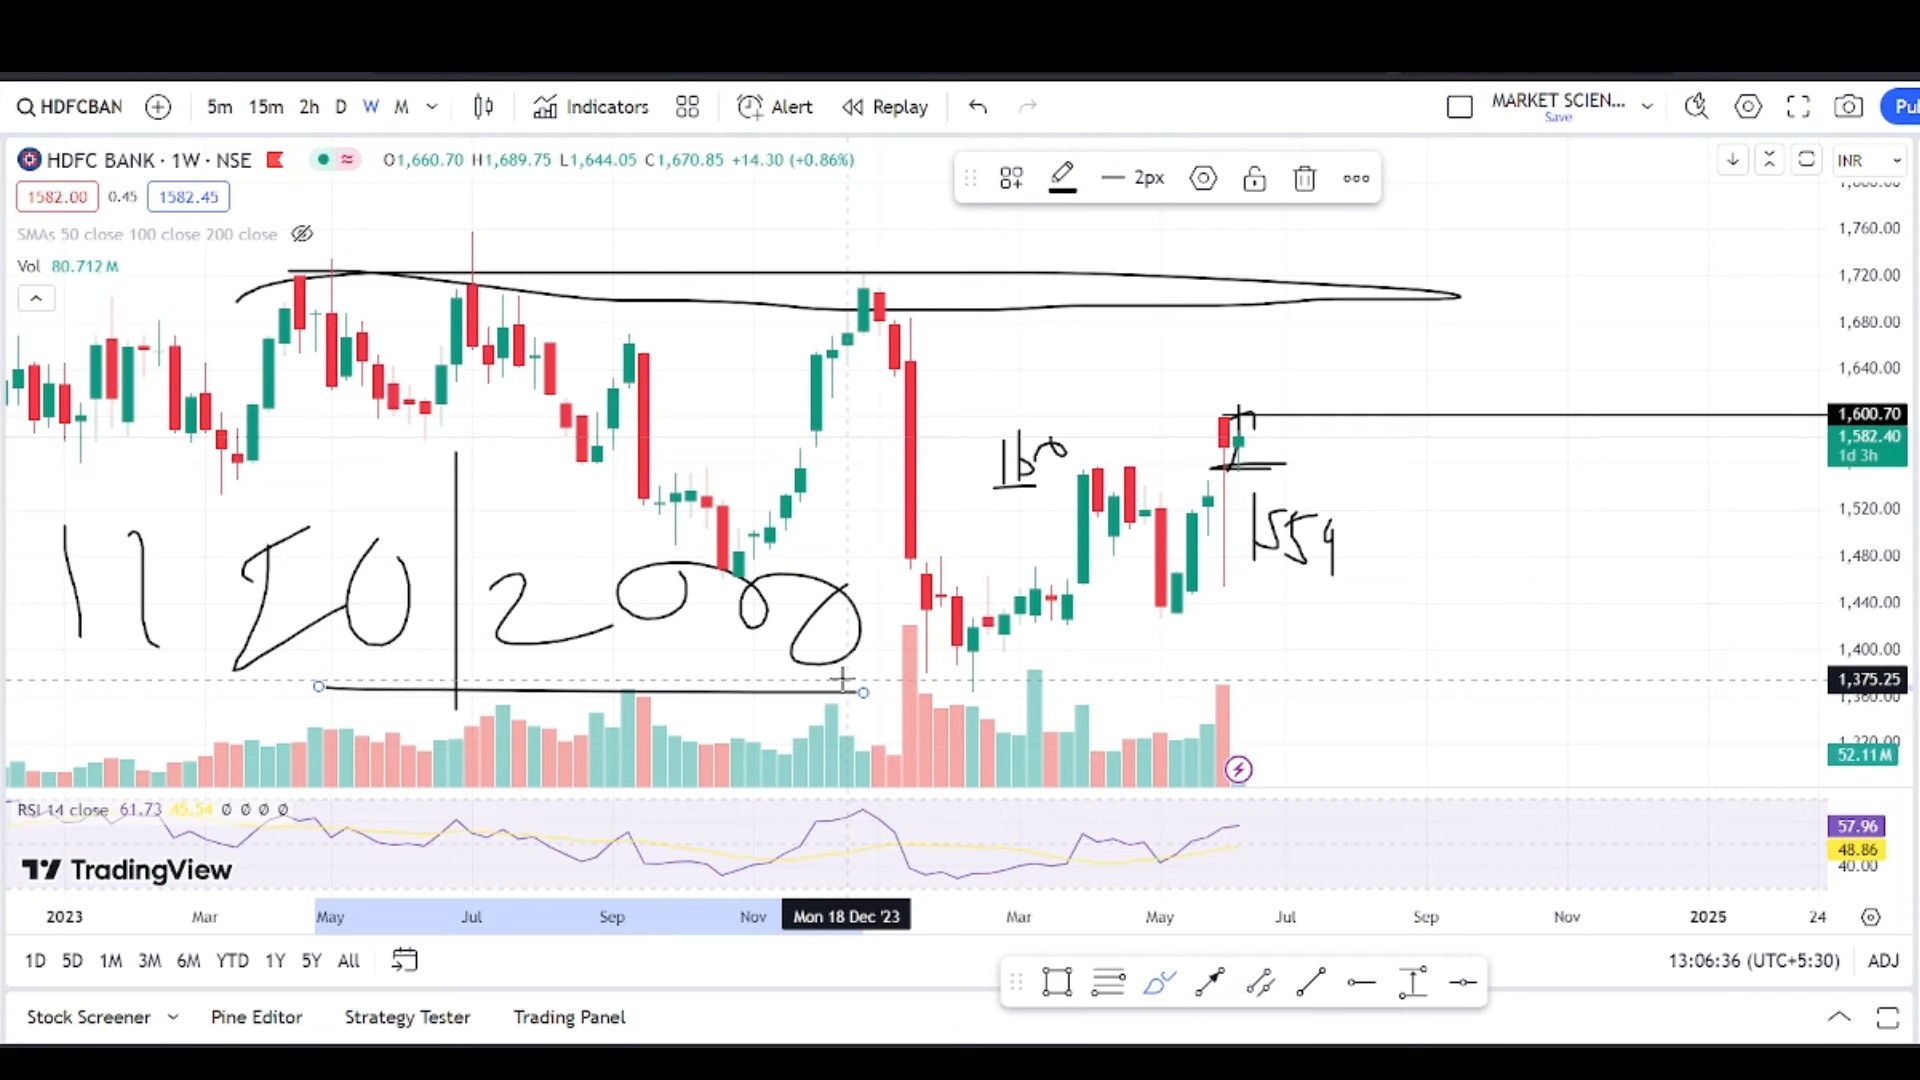 HDFCBAN 5m 15m 2h D W M Indicators Alert Replay MARKET SCIEN... Pul
Save
HDFC BANK · 1W · NSE O1,660.70 H1,689.75 L1,644.05 C1,670.85 +14.30 (+0.86%) 2px INR
1582.00 0.45 1582.45
SMAs 50 close 100 close 200 close
Vol 80.712M
1,760.00
1,720.00
1,680.00
1,640.00
1,600.70
1,582.40
1d 3h
1,520.00
1,480.00
1,440.00
1,400.00
1,375.25
52.11M
1559
11 20 | 2000
RSI 14 close 61.73 45.54 Ø Ø Ø Ø
57.96
48.86
40.00
TradingView
2023 Mar May Jul Sep Nov Mon 18 Dec '23 Mar May Jul Sep Nov 2025 24
1D 5D 1M 3M 6M YTD 1Y 5Y All 13:06:36 (UTC+5:30) ADJ
Stock Screener Pine Editor Strategy Tester Trading Panel